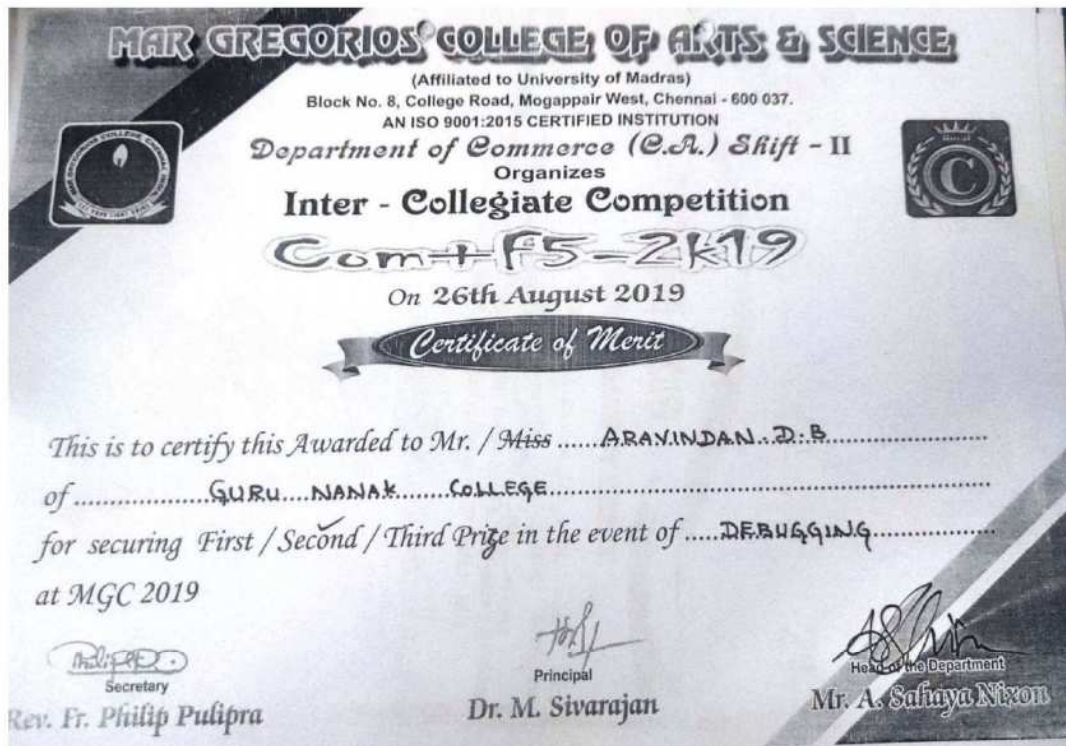 MAR GREGORIOS COLLEGE OF ARTS & SCIENCE
(Affiliated to University of Madras)
Block No. 8, College Road, Mogappair West, Chennai - 600 037.
AN ISO 9001:2015 CERTIFIED INSTITUTION
Department of Commerce (C.A.) Shift - II
Organizes
Inter - Collegiate Competition
Com+F5-2K19
On 26th August 2019
Certificate of Merit
This is to certify this Awarded to Mr. / Miss ......ARAVINDAN. D. B........................
of ....................GURU....NANAK.......COLLEGE......................................................
for securing First / Second / Third Prize in the event of .....DEBUGGING..................
at MGC 2019
Secretary
Rev. Fr. Philip Pulipra
Principal
Dr. M. Sivarajan
Head of the Department
Mr. A. Sahaya Nixon
C